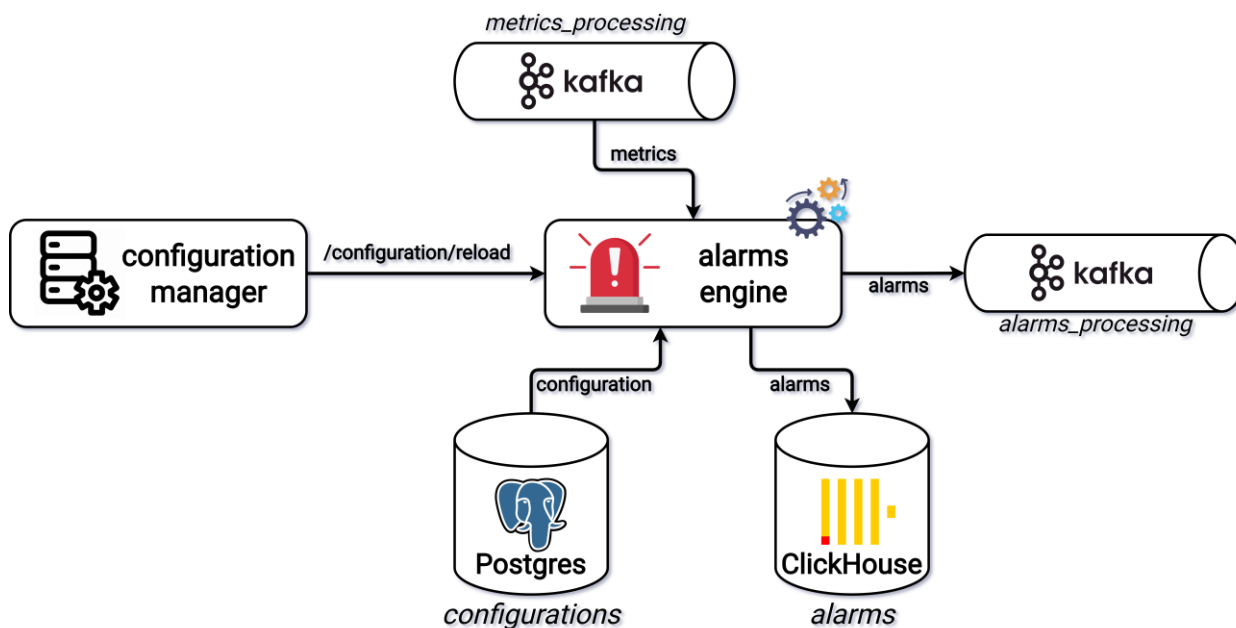 metrics_processing
kafka
metrics
configuration
manager
/configuration/reload
alarms
engine
alarms
kafka
alarms_processing
configuration
alarms
Postgres
ClickHouse
configurations
alarms